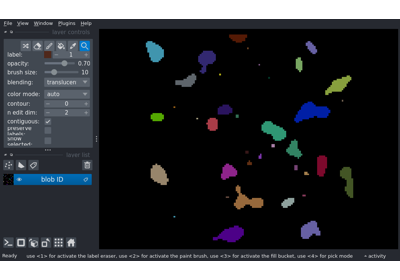 File View Window Plugins Help
layer controls
label: 1
opacity: 0.70
brush size: 10
blending: translucen
color mode: auto
contour: 0
n edit dim: 2
contiguous: ✓
preserve labels:
show selected:
layer list
blob ID
Ready use <1> for activate the label eraser, use <2> for activate the paint brush, use <3> for activate the fill bucket, use <4> for pick mode activity